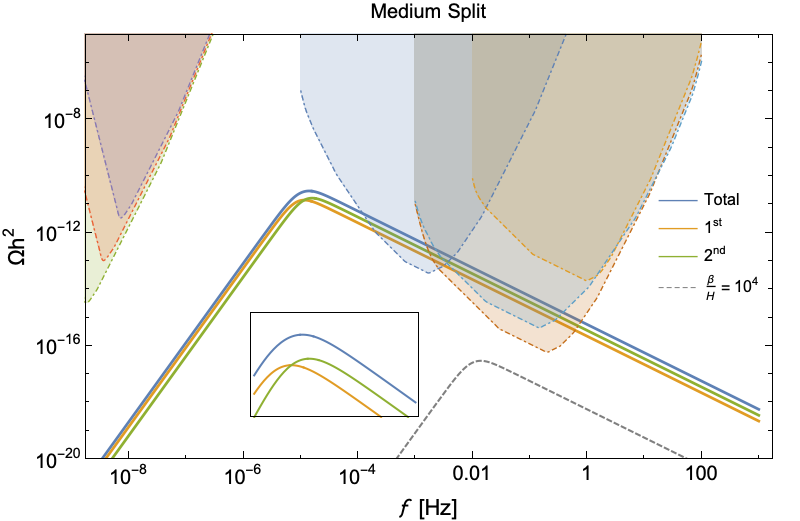 Medium Split
10⁻⁸
10⁻¹²
10⁻¹⁶
10⁻²⁰
Ωh²
Total
1ˢᵗ
2ⁿᵈ
β/H = 10⁴
10⁻⁸ 10⁻⁶ 10⁻⁴ 0.01 1 100
f [Hz]